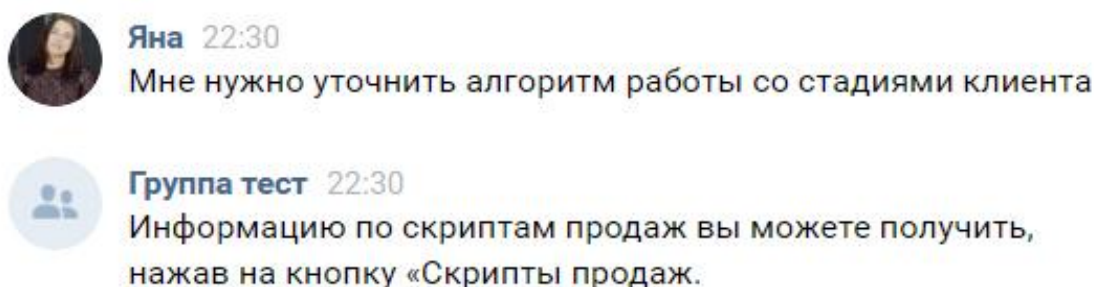 Яна 22:30
Мне нужно уточнить алгоритм работы со стадиями клиента
Группа тест 22:30
Информацию по скриптам продаж вы можете получить,
нажав на кнопку «Скрипты продаж.